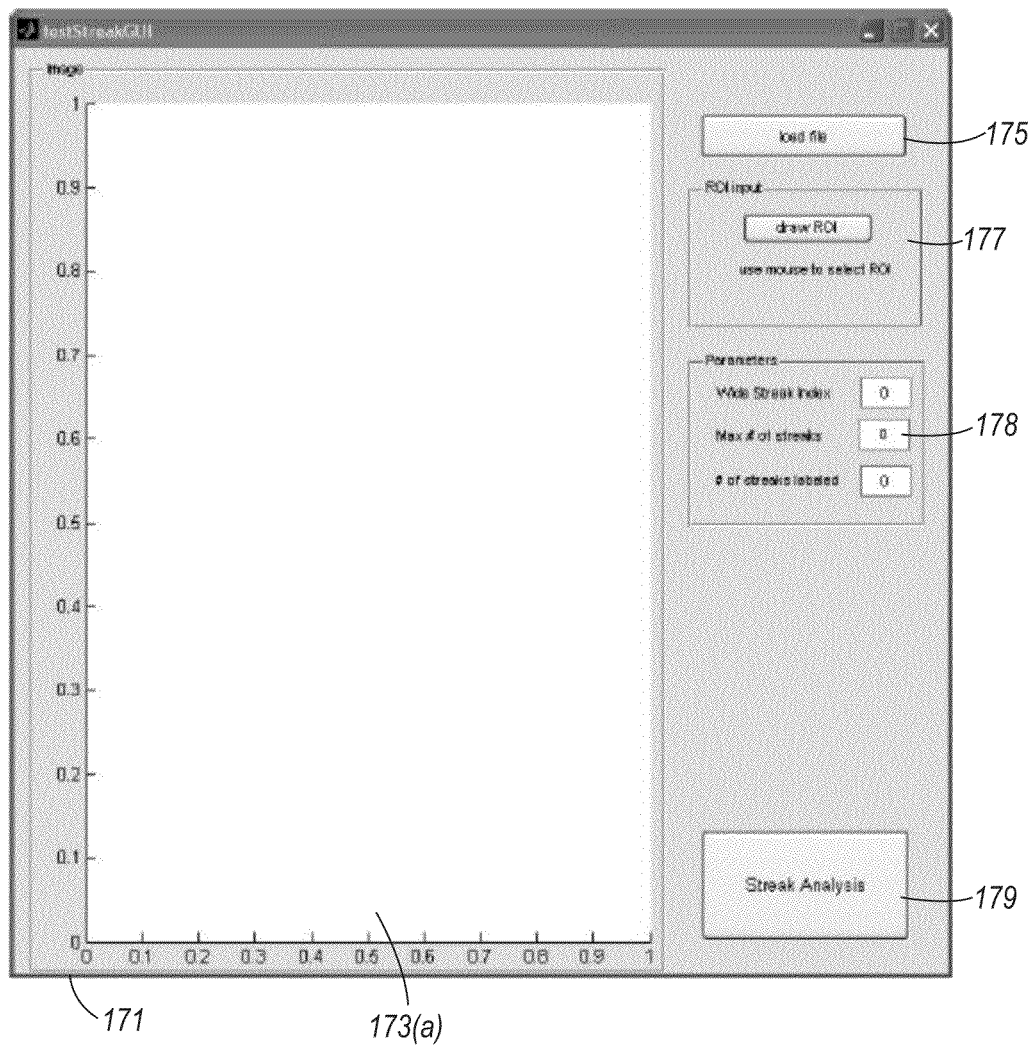 testStreakGUI
Image
1
0.9
0.8
0.7
0.6
0.5
0.4
0.3
0.2
0.1
0
0 0.1 0.2 0.3 0.4 0.5 0.6 0.7 0.8 0.9 1
load file
ROI input
draw ROI
use mouse to select ROI
Parameters
Wide Streak Index 0
Max # of streaks 8
# of streaks labeled 0
Streak Analysis
175
177
178
179
171
173(a)